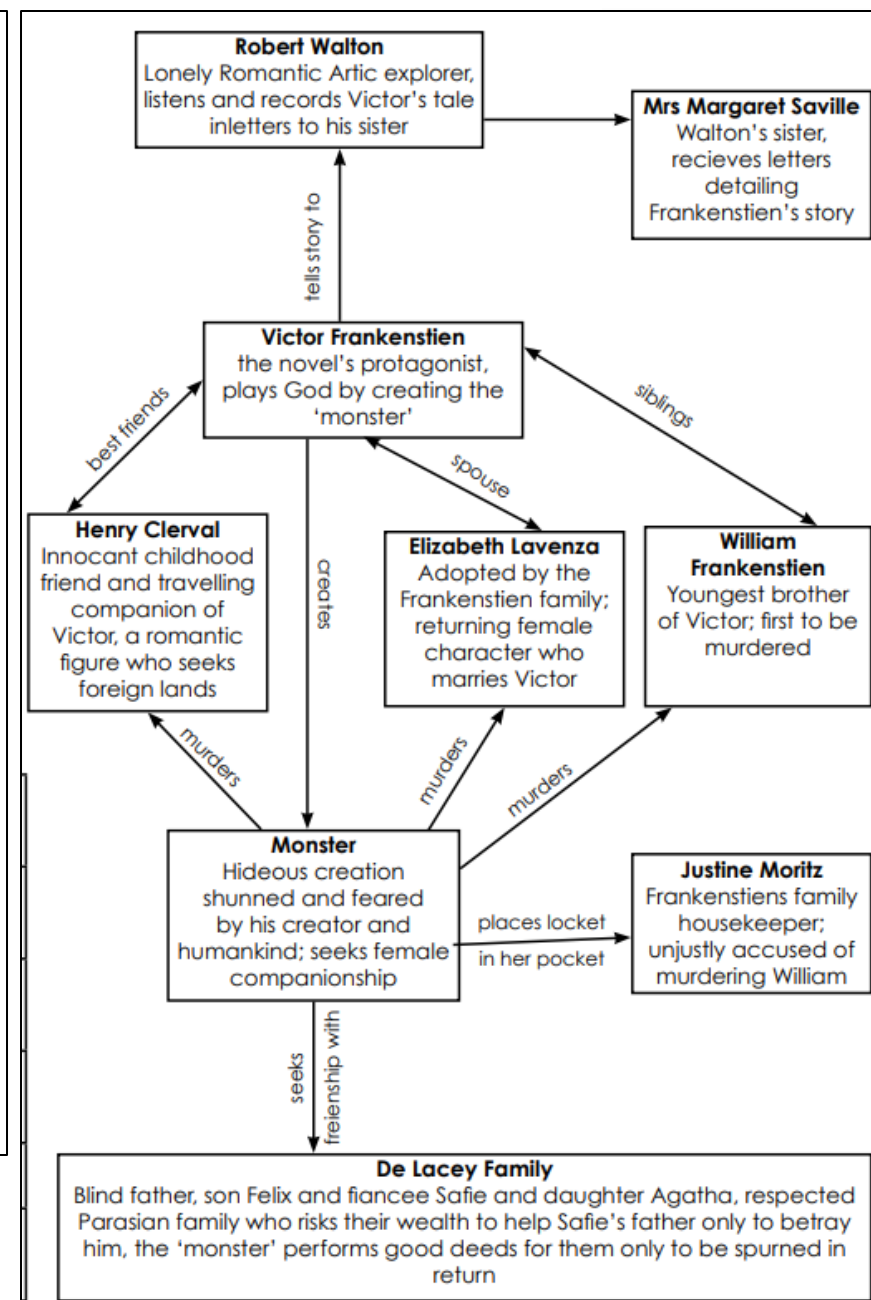 Robert Walton
Lonely Romantic Artic explorer,
listens and records Victor's tale
inletters to his sister
Mrs Margaret Saville
Walton's sister,
recieves letters
detailing
Frankenstien's story
tells story to
Victor Frankenstien
the novel's protagonist,
plays God by creating the
'monster'
best friends
spouse
siblings
Henry Clerval
Innocant childhood
friend and travelling
companion of
Victor, a romantic
figure who seeks
foreign lands
creates
Elizabeth Lavenza
Adopted by the
Frankenstien family;
returning female
character who
marries Victor
William
Frankenstien
Youngest brother
of Victor; first to be
murdered
murders
murders
murders
Monster
Hideous creation
shunned and feared
by his creator and
humankind; seeks female
companionship
places locket
in her pocket
Justine Moritz
Frankenstiens family
housekeeper;
unjustly accused of
murdering William
seeks
freienship with
De Lacey Family
Blind father, son Felix and fiancee Safie and daughter Agatha, respected
Parasian family who risks their wealth to help Safie's father only to betray
him, the 'monster' performs good deeds for them only to be spurned in
return